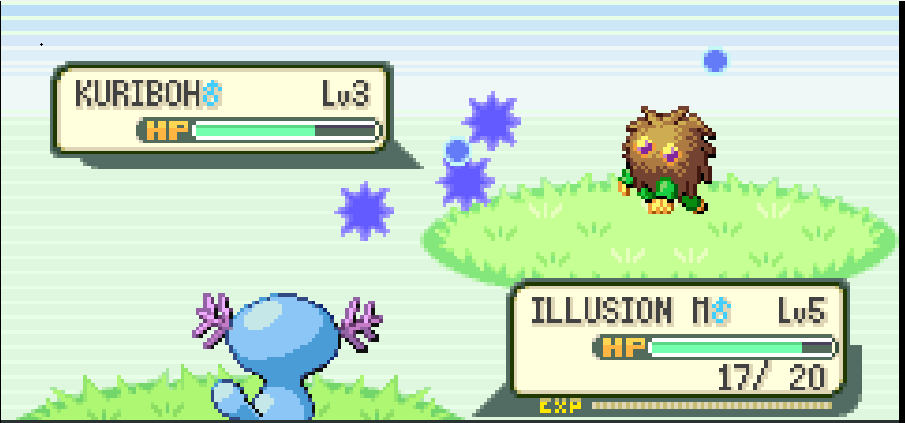 KURIBOH♂ Lv3
HP
ILLUSION M♂ Lv5
HP
17/ 20
EXP